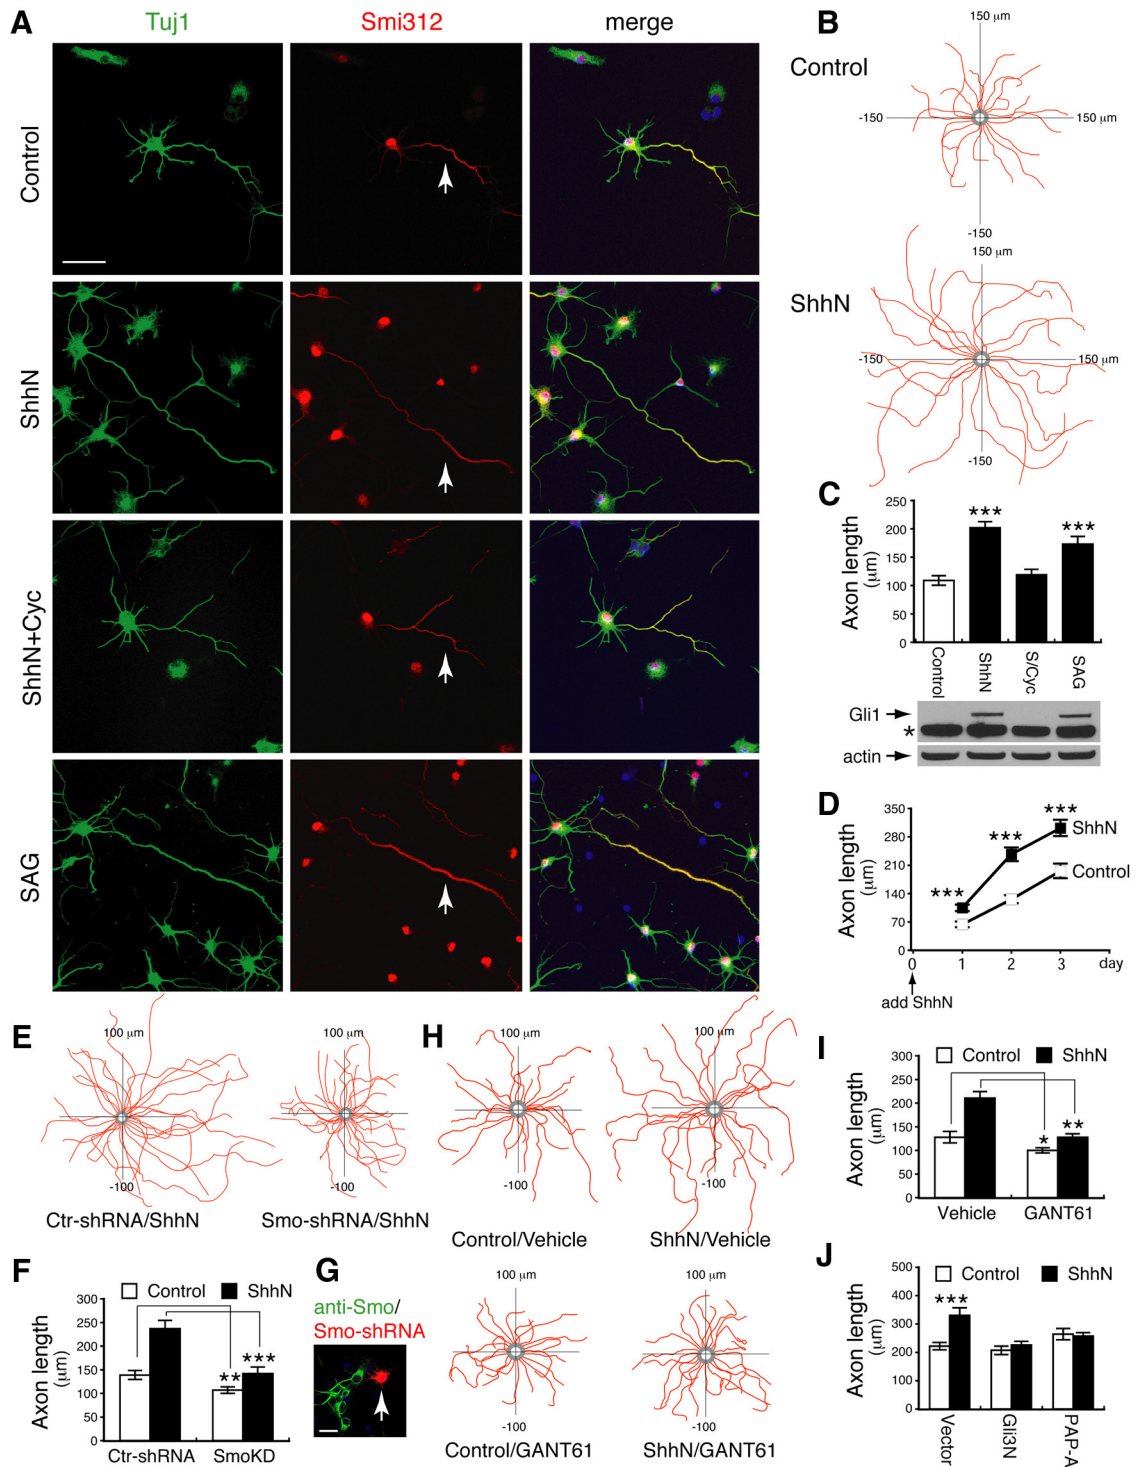 A
Tuj1
Smi312
merge
Control
ShhN
ShhN+Cyc
SAG
B
Control
150 µm
-150
150 µm
-150
ShhN
150 µm
-150
150 µm
-150
C
Axon length
(µm)
250
200
150
100
50
0
***
***
Control
ShhN
S/Cyc
SAG
Gli1
*
actin
D
Axon length
(µm)
350
280
210
140
70
0
***
***
***
ShhN
Control
0
1
2
3
day
add ShhN
E
100 µm
-100
Ctr-shRNA/ShhN
100 µm
-100
Smo-shRNA/ShhN
F
Control
ShhN
Axon length
(µm)
300
250
200
150
100
50
0
**
***
Ctr-shRNA
SmoKD
G
anti-Smo/
Smo-shRNA
H
100 µm
-100
Control/Vehicle
100 µm
-100
ShhN/Vehicle
100 µm
-100
Control/GANT61
100 µm
-100
ShhN/GANT61
I
Control
ShhN
Axon length
(µm)
300
250
200
150
100
50
0
*
**
Vehicle
GANT61
J
Control
ShhN
Axon length
(µm)
500
400
300
200
100
0
***
Vector
Gli3N
PAP-A